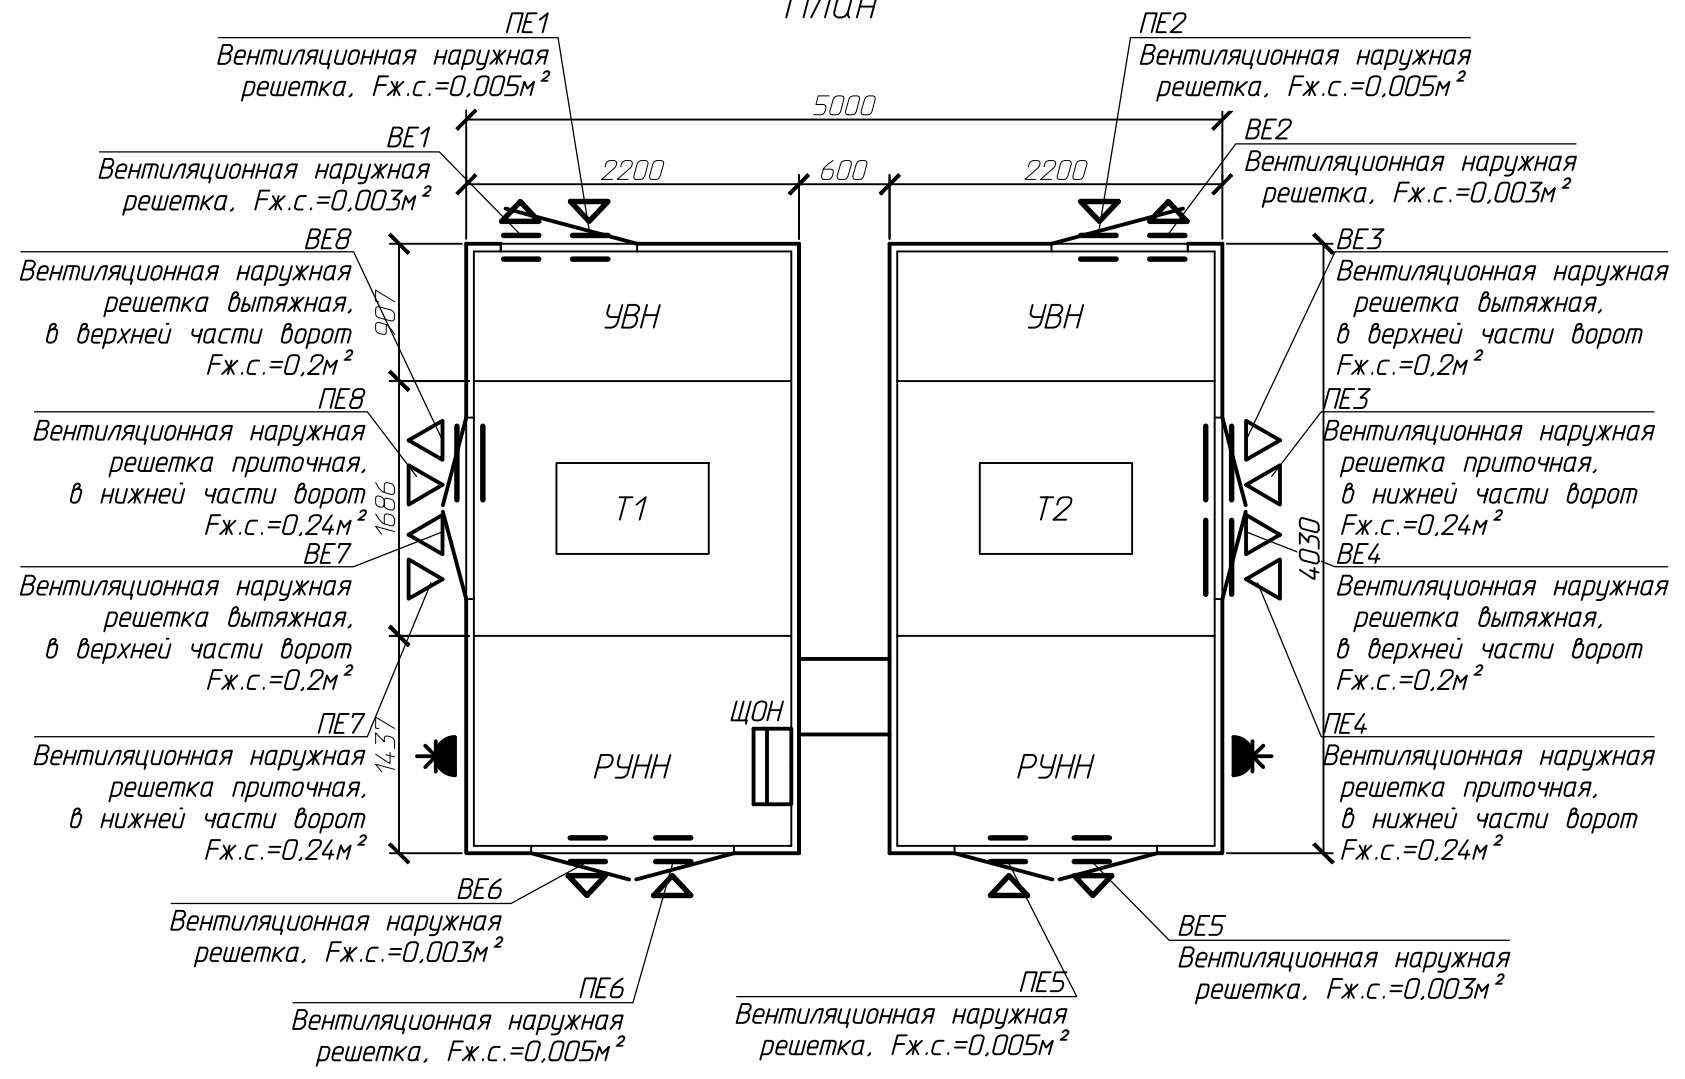 План
ПЕ1
Вентиляционная наружная
решетка, Fж.с.=0,005м²
ПЕ2
Вентиляционная наружная
решетка, Fж.с.=0,005м²
5000
ВЕ1
Вентиляционная наружная
решетка, Fж.с.=0,003м²
2200
600
2200
ВЕ2
Вентиляционная наружная
решетка, Fж.с.=0,003м²
ВЕ8
Вентиляционная наружная
решетка вытяжная,
в верхней части ворот
Fж.с.=0,2м²
907
УВН
УВН
ВЕ3
Вентиляционная наружная
решетка вытяжная,
в верхней части ворот
Fж.с.=0,2м²
ПЕ8
Вентиляционная наружная
решетка приточная,
в нижней части ворот
Fж.с.=0,24м²
1686
Т1
Т2
4030
ПЕ3
Вентиляционная наружная
решетка приточная,
в нижней части ворот
Fж.с.=0,24м²
ВЕ7
Вентиляционная наружная
решетка вытяжная,
в верхней части ворот
Fж.с.=0,2м²
ВЕ4
Вентиляционная наружная
решетка вытяжная,
в верхней части ворот
Fж.с.=0,2м²
ПЕ7
Вентиляционная наружная
решетка приточная,
в нижней части ворот
Fж.с.=0,24м²
1437
ЩОН
РУНН
РУНН
ПЕ4
Вентиляционная наружная
решетка приточная,
в нижней части ворот
Fж.с.=0,24м²
ВЕ6
Вентиляционная наружная
решетка, Fж.с.=0,003м²
ВЕ5
Вентиляционная наружная
решетка, Fж.с.=0,003м²
ПЕ6
Вентиляционная наружная
решетка, Fж.с.=0,005м²
ПЕ5
Вентиляционная наружная
решетка, Fж.с.=0,005м²